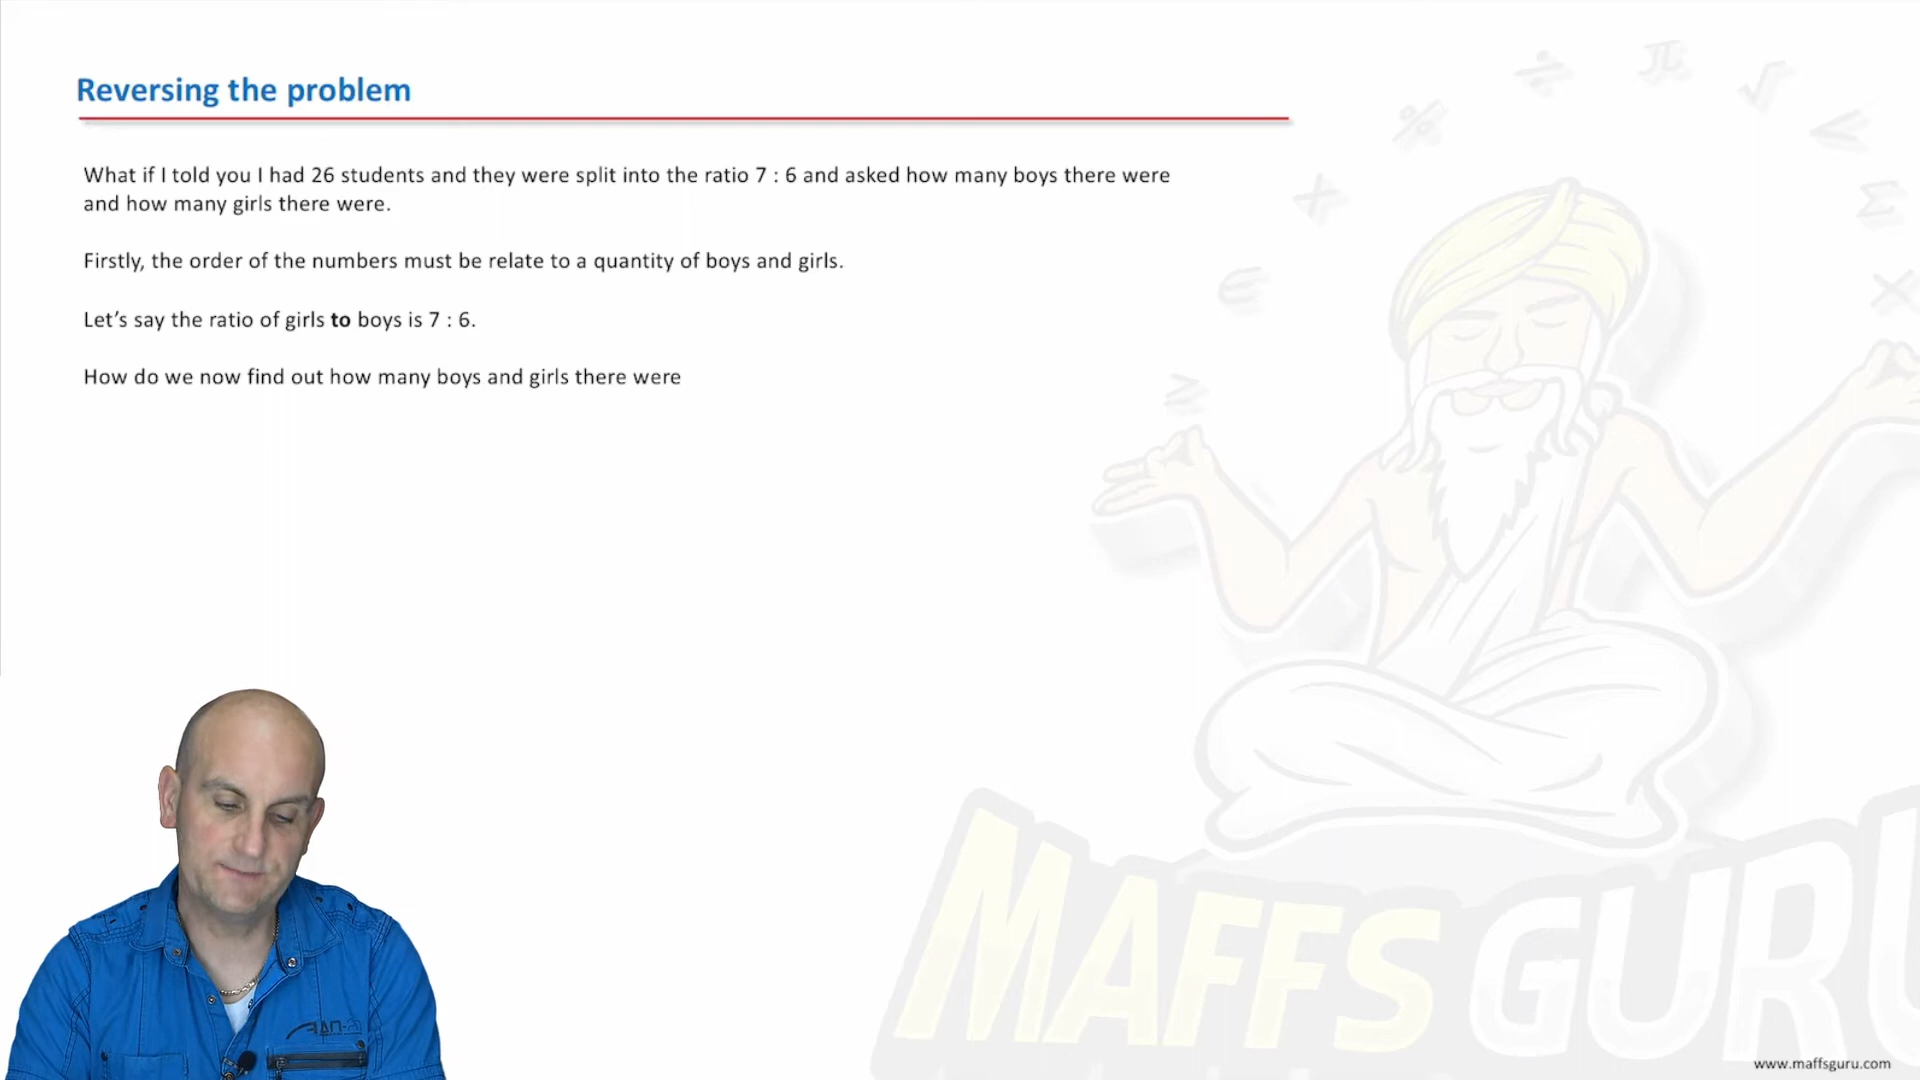 Reversing the problem
What if I told you I had 26 students and they were split into the ratio 7 : 6 and asked how many boys there were
and how many girls there were.
Firstly, the order of the numbers must be relate to a quantity of boys and girls.
Let's say the ratio of girls to boys is 7 : 6.
How do we now find out how many boys and girls there were
MAFFS GURU
www.maffsguru.com